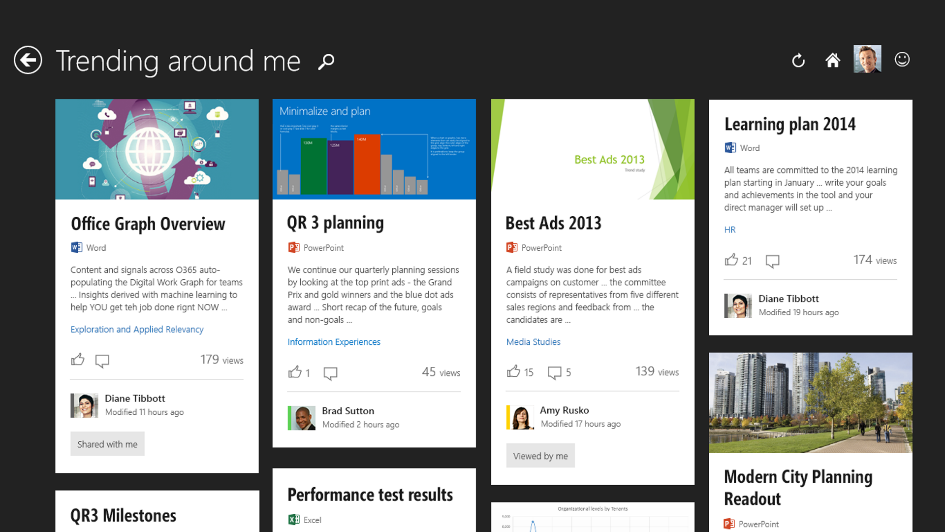 Trending around me
Office Graph Overview
Word
Content and signals across O365 auto-
populating the Digital Work Graph for teams
... Insights derived with machine learning to
help YOU get teh job done rignt NOW ...
Exploration and Applied Relevancy
179 views
Diane Tibbott
Modified 11 hours ago
Shared with me
QR3 Milestones
Minimalize and plan
QR 3 planning
PowerPoint
We continue our quarterly planning sessions
by looking at the top print ads - the Grand
Prix and gold winners and the blue dot ads
award ... Short recap of the future, goals
and non-goals ...
Information Experiences
1
45 views
Brad Sutton
Modified 2 hours ago
Performance test results
Excel
Best Ads 2013
Trend study
Best Ads 2013
PowerPoint
A field study was done for best ads
campaigns on customer ... the committee
consists of representatives from five different
sales regions and feedback from ... the
candidates are ...
Media Studies
15 5 139 views
Amy Rusko
Modified 17 hours ago
Viewed by me
Organizational levels by Tenants
Learning plan 2014
Word
All teams are committed to the 2014 learning
plan starting in January ... write your goals
and achievements in the tool and your
direct manager will set up ...
HR
21 174 views
Diane Tibbott
Modified 19 hours ago
Modern City Planning
Readout
PowerPoint